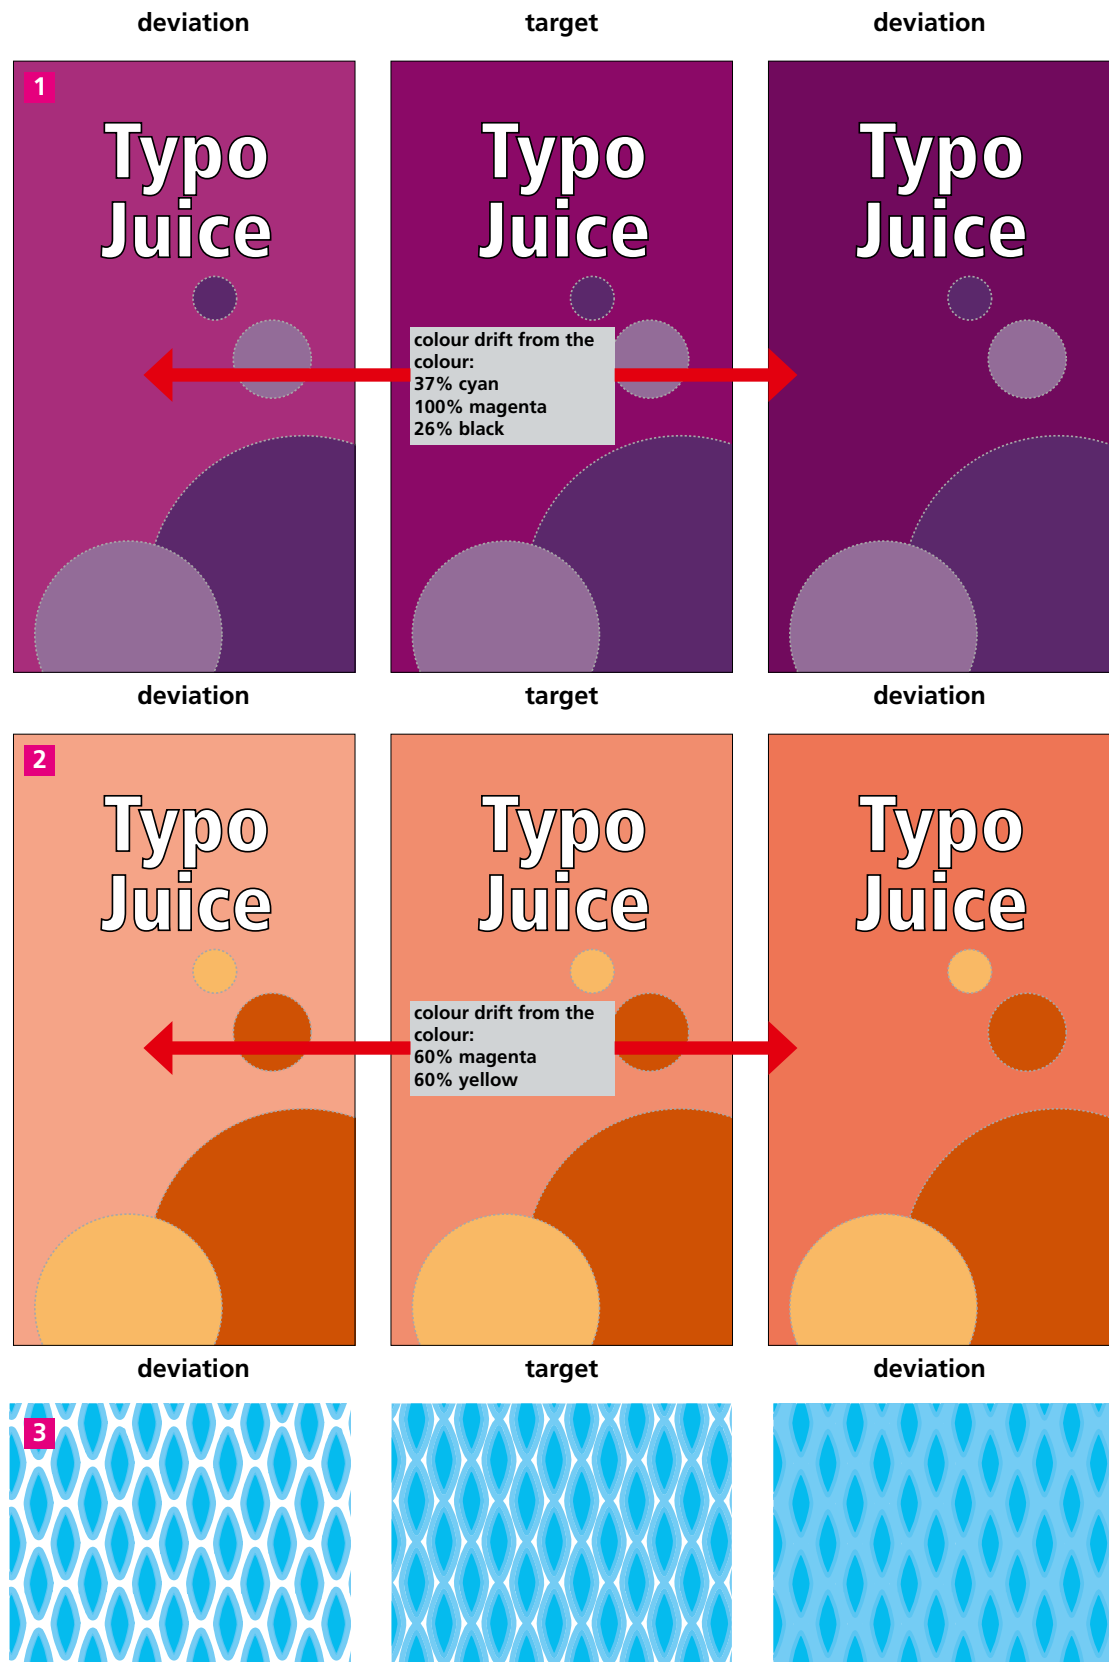 deviation target deviation
1
Typo
Juice
Typo
Juice
Typo
Juice
colour drift from the
colour:
37% cyan
100% magenta
26% black
deviation target deviation
2
Typo
Juice
Typo
Juice
Typo
Juice
colour drift from the
colour:
60% magenta
60% yellow
deviation target deviation
3